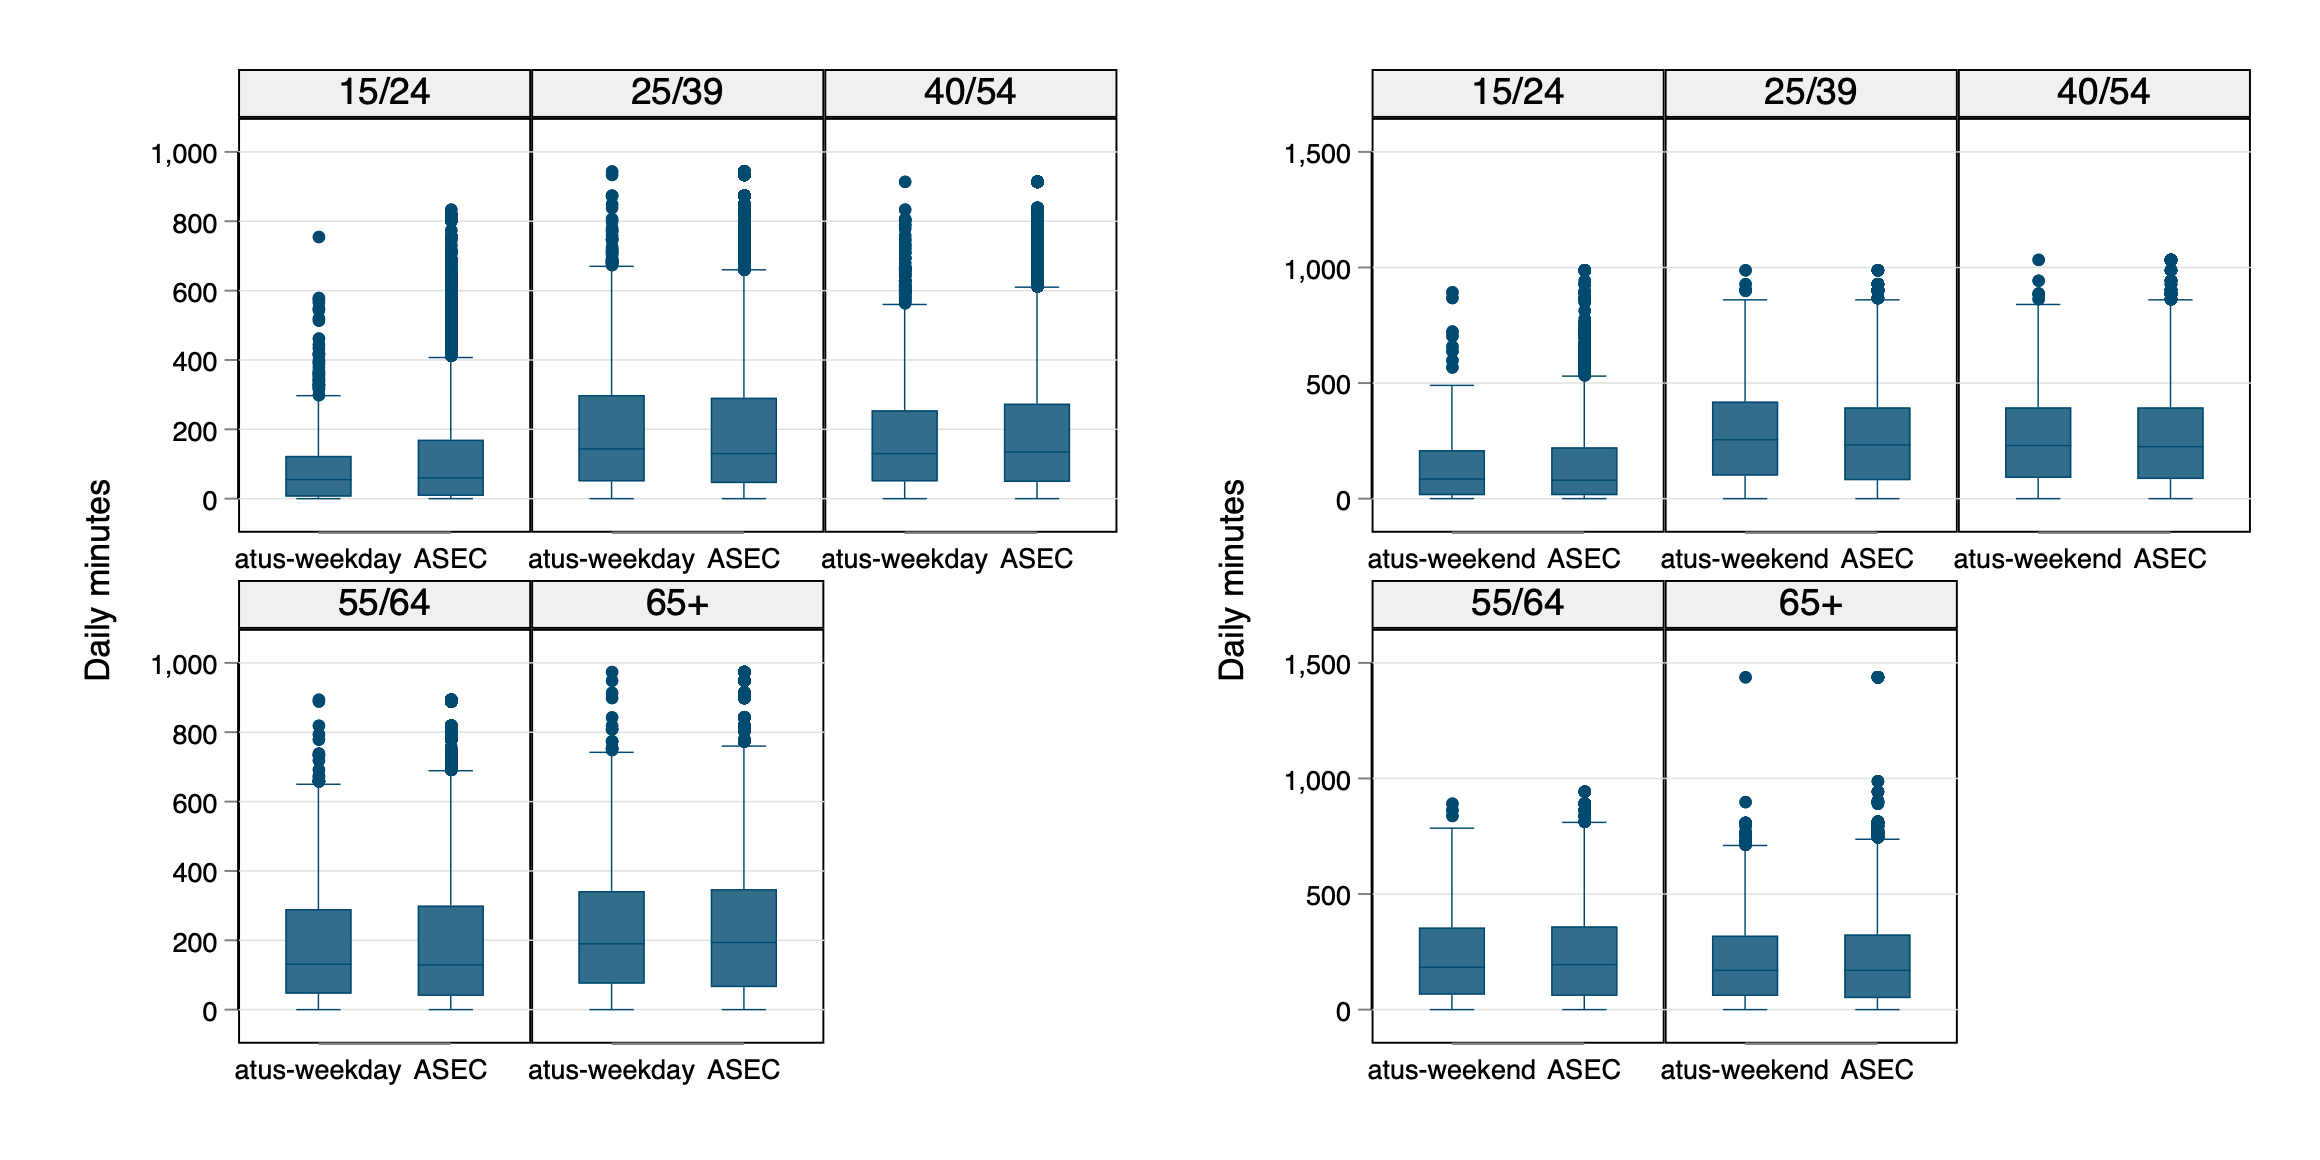 15/24 25/39 40/54
1,000
800
600
400
200
0
atus-weekday ASEC atus-weekday ASEC atus-weekday ASEC
55/64 65+
1,000
800
600
400
200
0
atus-weekday ASEC atus-weekday ASEC
Daily minutes
15/24 25/39 40/54
1,500
1,000
500
0
atus-weekend ASEC atus-weekend ASEC atus-weekend ASEC
55/64 65+
1,500
1,000
500
0
atus-weekend ASEC atus-weekend ASEC
Daily minutes